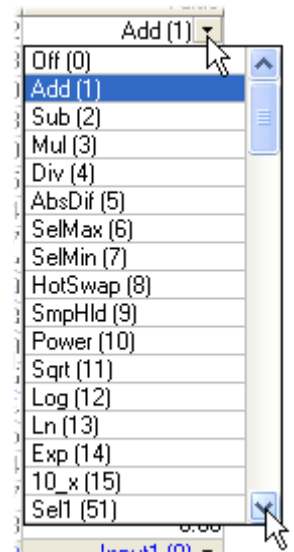 Add (1)
Off (0)
Add (1)
Sub (2)
Mul (3)
Div (4)
AbsDif (5)
SelMax (6)
SelMin (7)
HotSwap (8)
SmpHld (9)
Power (10)
Sqrt (11)
Log (12)
Ln (13)
Exp (14)
10_x (15)
Sel1 (51)